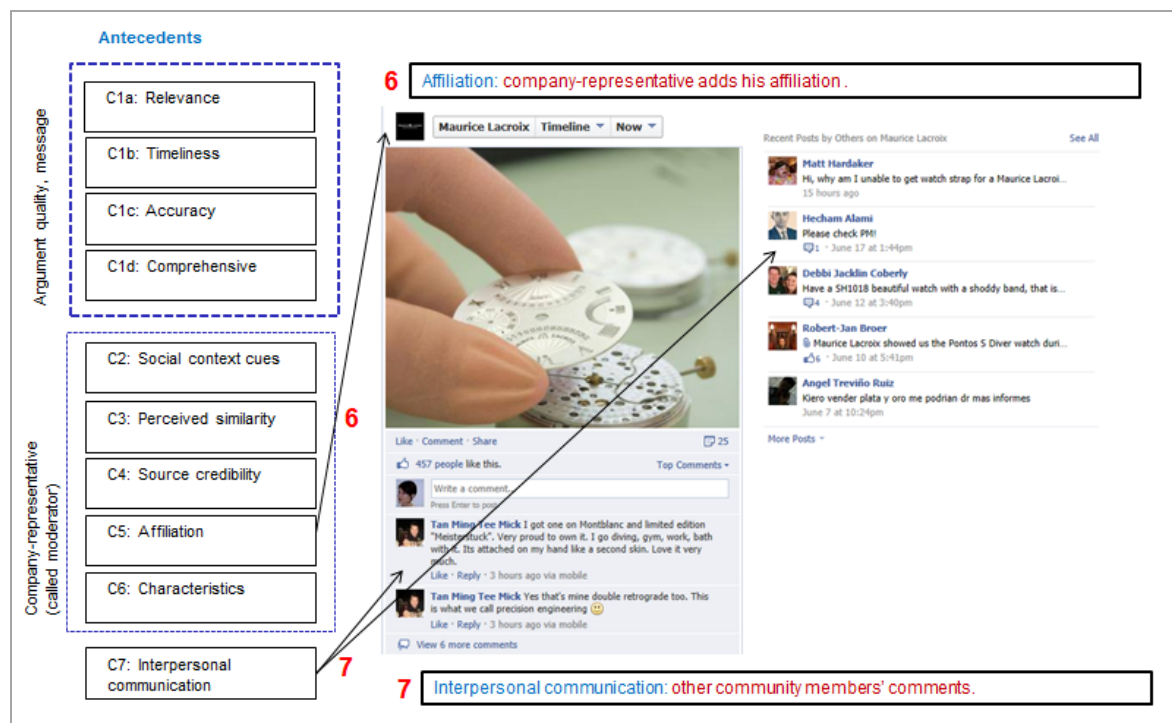 Antecedents
Argument quality, message
C1a: Relevance
C1b: Timeliness
C1c: Accuracy
C1d: Comprehensive
Company-representative
(called moderator)
C2: Social context cues
C3: Perceived similarity
C4: Source credibility
C5: Affiliation
C6: Characteristics
C7: Interpersonal
communication
6
7
6 Affiliation: company-representative adds his affiliation .
Maurice Lacroix Timeline Now
Like · Comment · Share 25
457 people like this. Top Comments
Write a comment...
Press Enter to post
Tan Ming Tee Mick I got one on Montblanc and limited edition
"Meisterstuck". Very proud to own it. I go diving, gym, work, bath
with it. Its attached on my hand like a second skin. Love it very
much.
Like · Reply · 3 hours ago via mobile
Tan Ming Tee Mick Yes that's mine double retrograde too. This
is what we call precision engineering
Like · Reply · 3 hours ago via mobile
View 6 more comments
Recent Posts by Others on Maurice Lacroix See All
Matt Hardaker
Hi, why am I unable to get watch strap for a Maurice Lacroi...
15 hours ago
Hecham Alami
Please check PM!
1 · June 17 at 1:44pm
Debbi Jacklin Coberly
Have a SH1018 beautiful watch with a shoddy band, that is...
4 · June 12 at 3:40pm
Robert-Jan Broer
Maurice Lacroix showed us the Pontos S Diver watch duri...
6 · June 10 at 5:41pm
Angel Treviño Ruiz
Kiero vender plata y oro me podrian dr mas informes
June 7 at 10:24pm
More Posts
7 Interpersonal communication: other community members' comments.